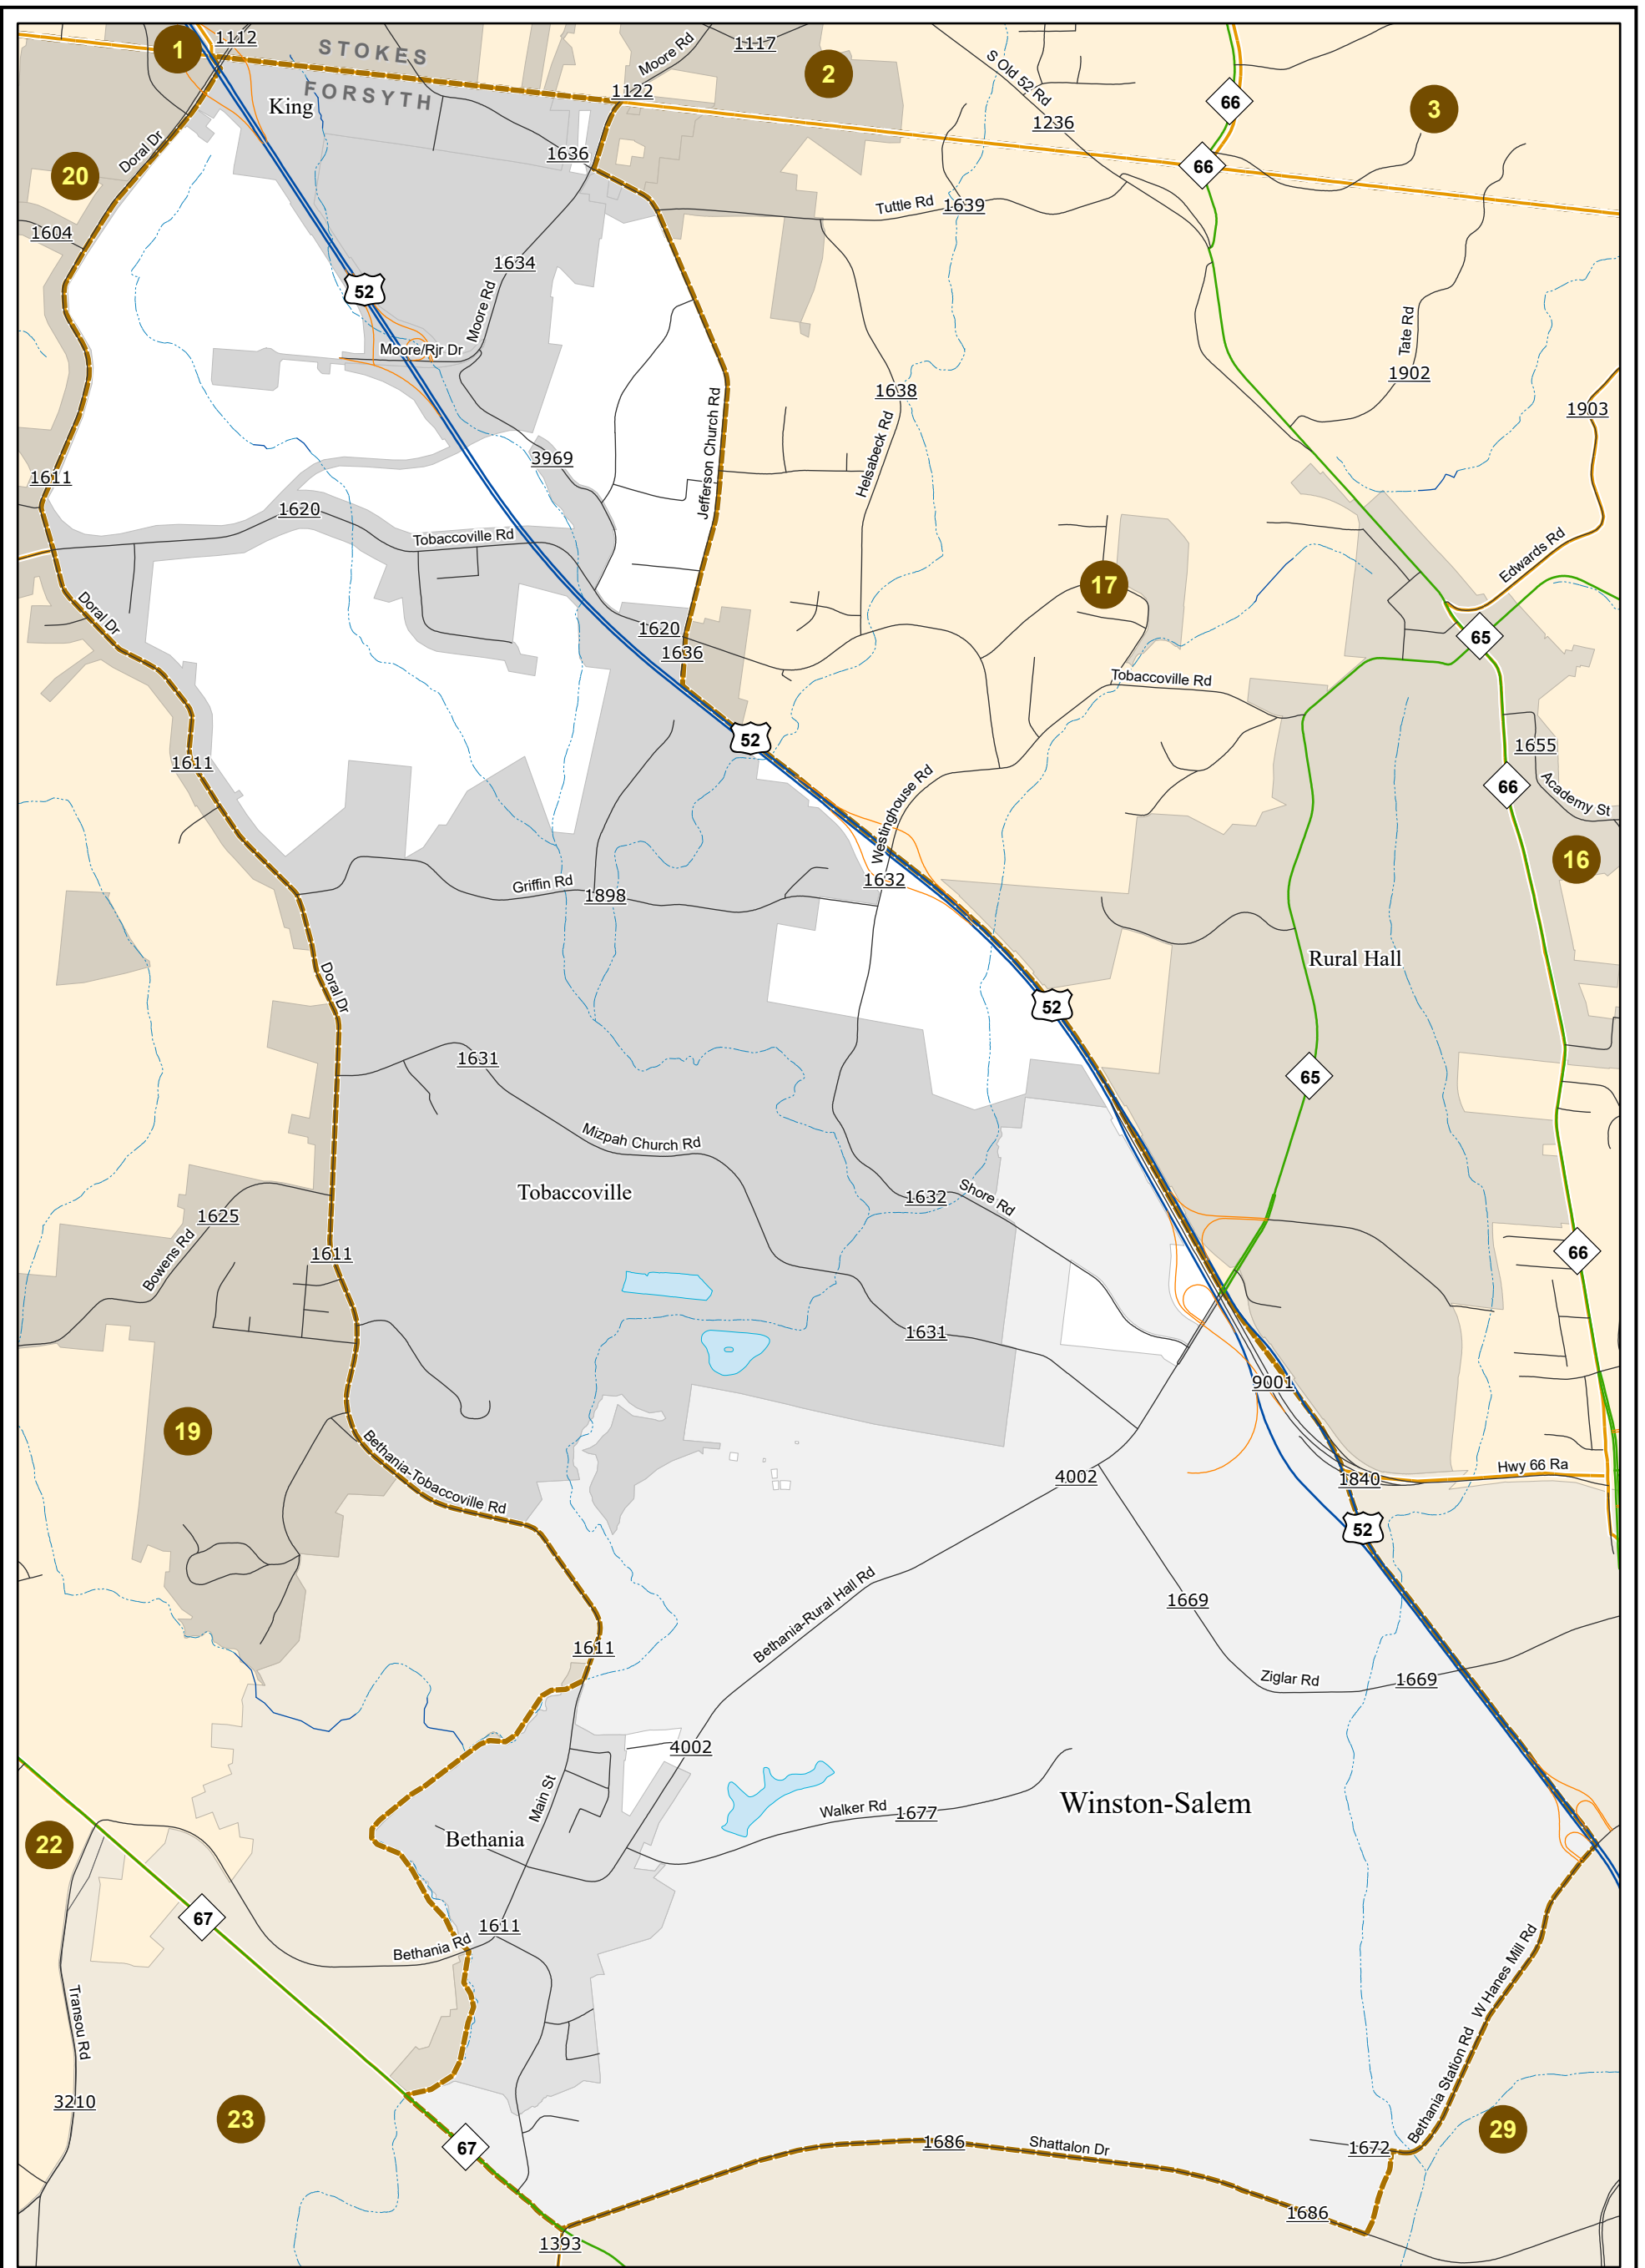 1
1112
STOKES
FORSYTH
King
Moore Rd
1117
2
1122
S Old 52 Rd
1236
66
3
66
Doral Dr
20
1636
Tuttle Rd
1639
1604
1634
52
Moore Rd
Moore/Rjr Dr
Tate Rd
1902
1638
1903
Jefferson Church Rd
Helsabeck Rd
3969
1611
1620
Tobaccoville Rd
Edwards Rd
17
Doral Dr
1620
1636
65
Tobaccoville Rd
52
1655
1611
66
Academy St
Westinghouse Rd
16
1632
Griffin Rd
1898
Rural Hall
Doral Dr
52
1631
65
Mizpah Church Rd
Tobaccoville
1632
Shore Rd
1625
Bowens Rd
1611
66
1631
9001
19
Bethania-Tobaccoville Rd
4002
Hwy 66 Ra
1840
52
Bethania-Rural Hall Rd
1669
1611
Ziglar Rd
1669
4002
Main St
Walker Rd
1677
Winston-Salem
Bethania
22
67
1611
Bethania Rd
W Hanes Mill Rd
Transou Rd
Bethania Station Rd
3210
23
29
67
1686
Shattalon Dr
1672
1686
1393